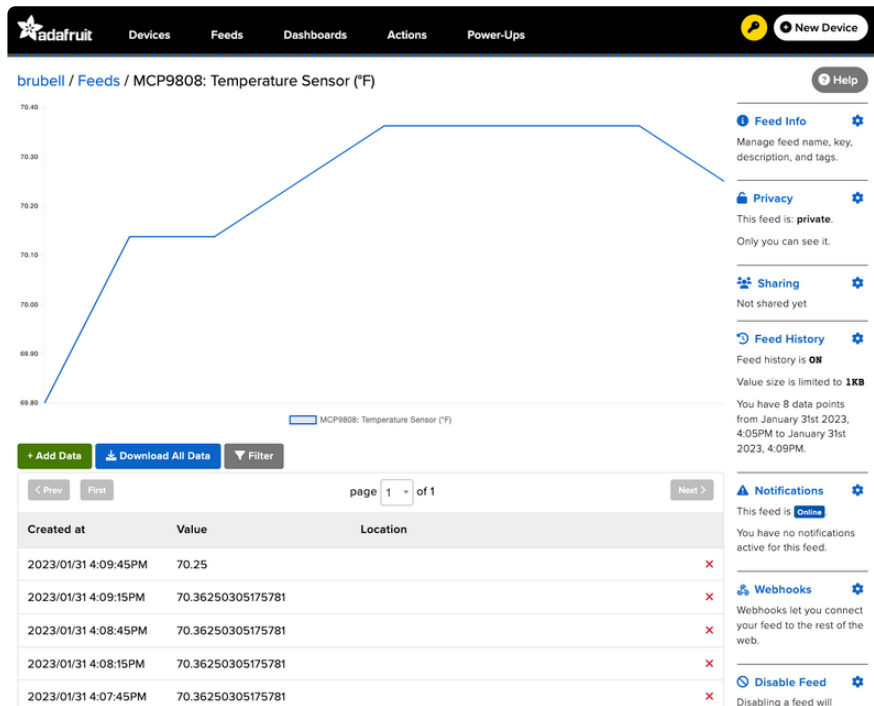 adafruit Devices Feeds Dashboards Actions Power-Ups New Device
brubell / Feeds / MCP9808: Temperature Sensor (°F)
Help
70.40
70.30
70.20
70.10
70.00
69.90
69.80
MCP9808: Temperature Sensor (°F)
+ Add Data Download All Data Filter
< Prev First page 1 of 1 Next >
Created at Value Location
2023/01/31 4:09:45PM 70.25
2023/01/31 4:09:15PM 70.36250305175781
2023/01/31 4:08:45PM 70.36250305175781
2023/01/31 4:08:15PM 70.36250305175781
2023/01/31 4:07:45PM 70.36250305175781
Feed Info
Manage feed name, key,
description, and tags.
Privacy
This feed is: private.
Only you can see it.
Sharing
Not shared yet
Feed History
Feed history is ON
Value size is limited to 1KB
You have 8 data points
from January 31st 2023,
4:05PM to January 31st
2023, 4:09PM.
Notifications
This feed is Online.
You have no notifications
active for this feed.
Webhooks
Webhooks let you connect
your feed to the rest of the
web.
Disable Feed
Disabling a feed will